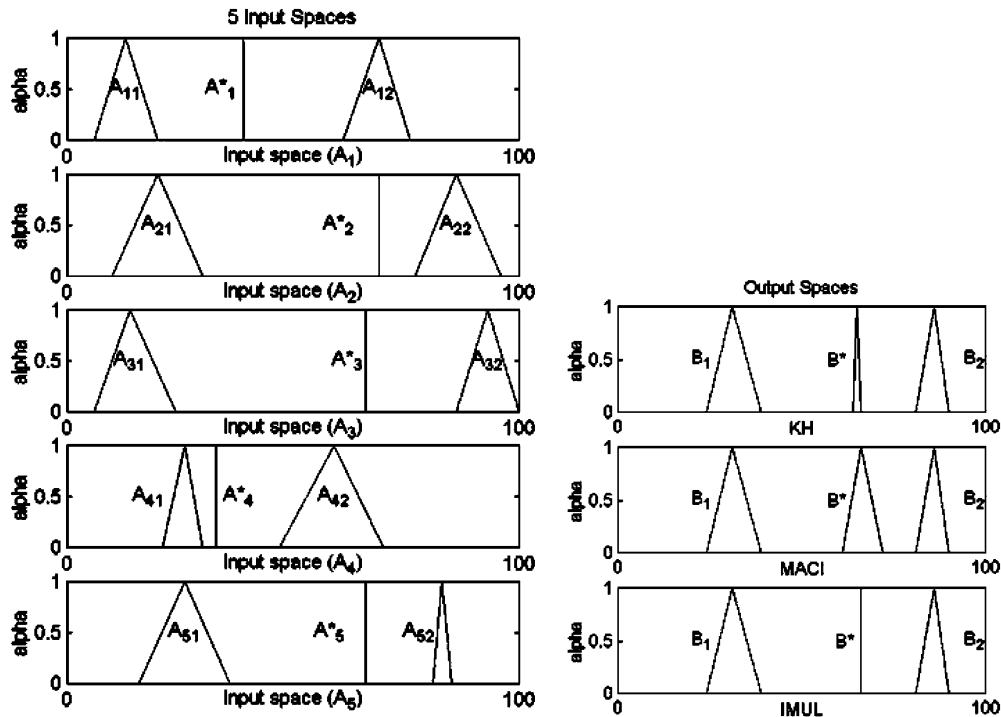 5 Input Spaces
1
0.5
0
alpha
A11
A*1
A12
0
Input space (A1)
100
1
0.5
0
alpha
A21
A*2
A22
0
Input space (A2)
100
1
0.5
0
alpha
A31
A*3
A32
0
Input space (A3)
100
1
0.5
0
alpha
A41
A*4
A42
0
Input space (A4)
100
1
0.5
0
alpha
A51
A*5
A52
0
Input space (A5)
100
Output Spaces
1
0.5
0
alpha
B1
B*
B2
0
KH
100
1
0.5
0
alpha
B1
B*
B2
0
MACI
100
1
0.5
0
alpha
B1
B*
B2
0
IMUL
100